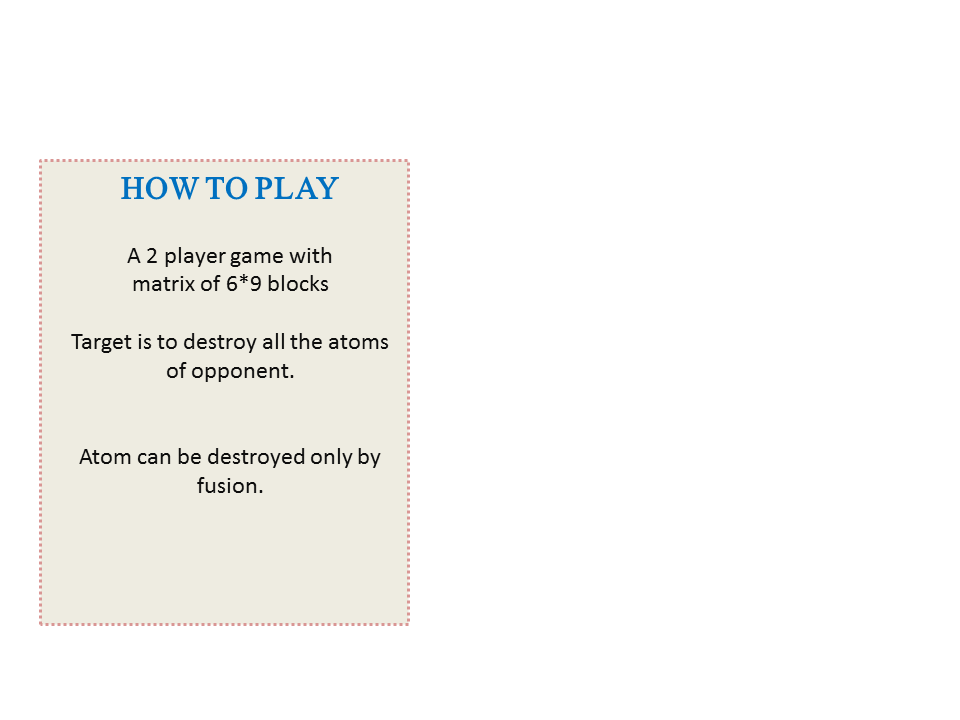 HOW TO PLAY
A 2 player game with
matrix of 6*9 blocks
Target is to destroy all the atoms
of opponent.
Atom can be destroyed only by
fusion.